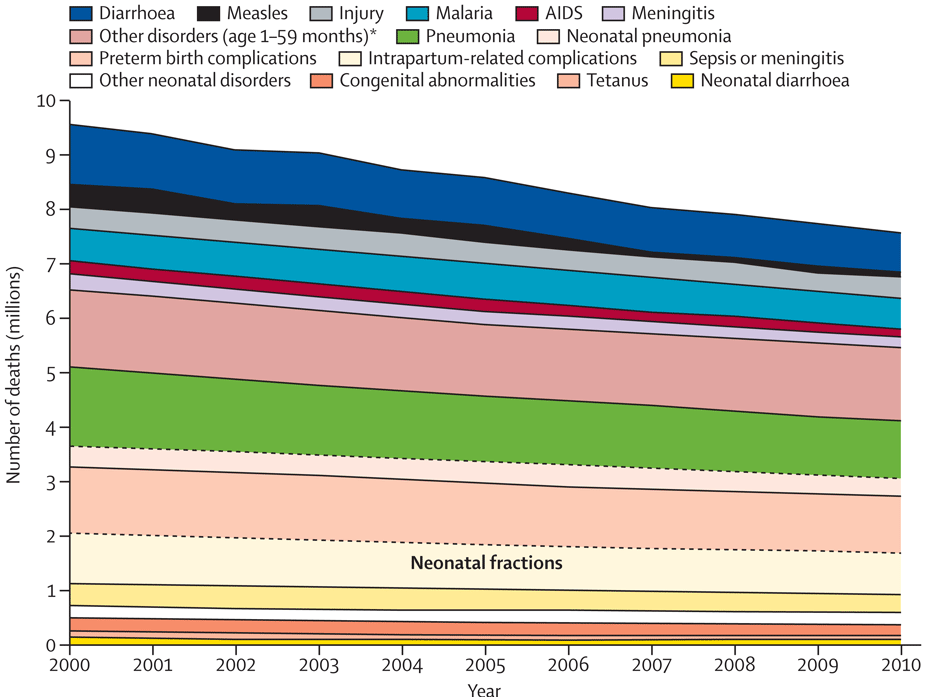 Diarrhoea Measles Injury Malaria AIDS Meningitis
Other disorders (age 1–59 months)* Pneumonia Neonatal pneumonia
Preterm birth complications Intrapartum-related complications Sepsis or meningitis
Other neonatal disorders Congenital abnormalities Tetanus Neonatal diarrhoea
10
9
8
7
6
5
4
3
2
1
0
Number of deaths (millions)
Neonatal fractions
2000 2001 2002 2003 2004 2005 2006 2007 2008 2009 2010
Year